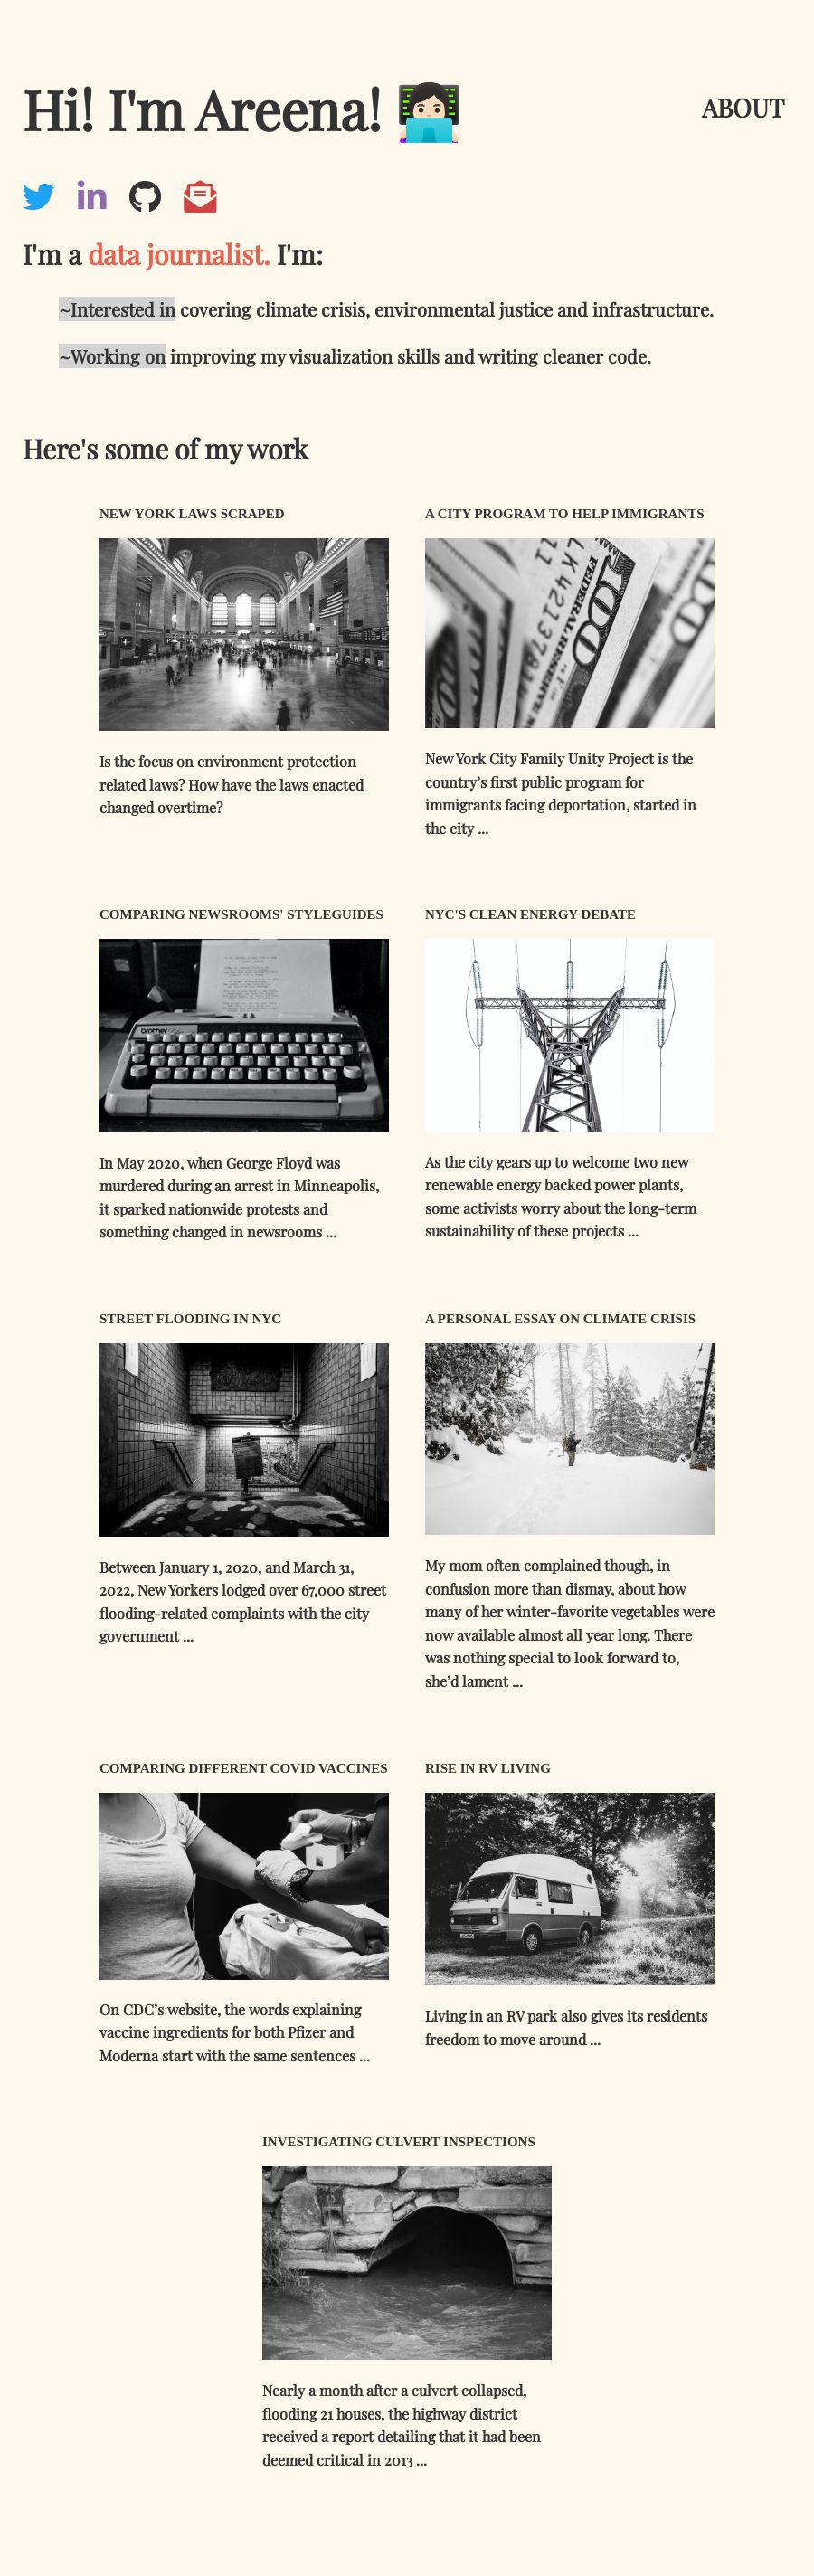 Hi! I'm Areena!
ABOUT
I'm a data journalist. I'm:
~Interested in covering climate crisis, environmental justice and infrastructure.
~Working on improving my visualization skills and writing cleaner code.
Here's some of my work
NEW YORK LAWS SCRAPED
Is the focus on environment protection
related laws? How have the laws enacted
changed overtime?
A CITY PROGRAM TO HELP IMMIGRANTS
100
New York City Family Unity Project is the
country’s first public program for
immigrants facing deportation, started in
the city ...
COMPARING NEWSROOMS' STYLEGUIDES
brother
In May 2020, when George Floyd was
murdered during an arrest in Minneapolis,
it sparked nationwide protests and
something changed in newsrooms ...
NYC'S CLEAN ENERGY DEBATE
As the city gears up to welcome two new
renewable energy backed power plants,
some activists worry about the long-term
sustainability of these projects ...
STREET FLOODING IN NYC
Between January 1, 2020, and March 31,
2022, New Yorkers lodged over 67,000 street
flooding-related complaints with the city
government ...
A PERSONAL ESSAY ON CLIMATE CRISIS
My mom often complained though, in
confusion more than dismay, about how
many of her winter-favorite vegetables were
now available almost all year long. There
was nothing special to look forward to,
she’d lament ...
COMPARING DIFFERENT COVID VACCINES
On CDC’s website, the words explaining
vaccine ingredients for both Pfizer and
Moderna start with the same sentences ...
RISE IN RV LIVING
Living in an RV park also gives its residents
freedom to move around ...
INVESTIGATING CULVERT INSPECTIONS
Nearly a month after a culvert collapsed,
flooding 21 houses, the highway district
received a report detailing that it had been
deemed critical in 2013 ...